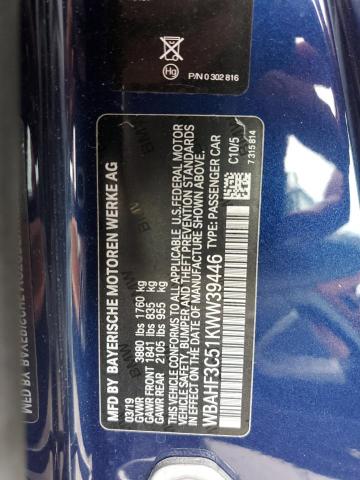 Hg
P/N 0 302 816
MFD BY BAYERISCHE MOTOREN WERKE AG
03/19
GVWR 3880 lbs 1760 kg
GAWR FRONT 1841 lbs 835 kg
GAWR REAR 2105 lbs 955 kg
THIS VEHICLE CONFORMS TO ALL APPLICABLE U.S.FEDERAL MOTOR
VEHICLE SAFETY, BUMPER AND THEFT PREVENTION STANDARDS
IN EFFECT ON THE DATE OF MANUFACTURE SHOWN ABOVE.
WBAHF3C51KWW39446 TYPE: PASSENGER CAR
C10/5
7 315 814